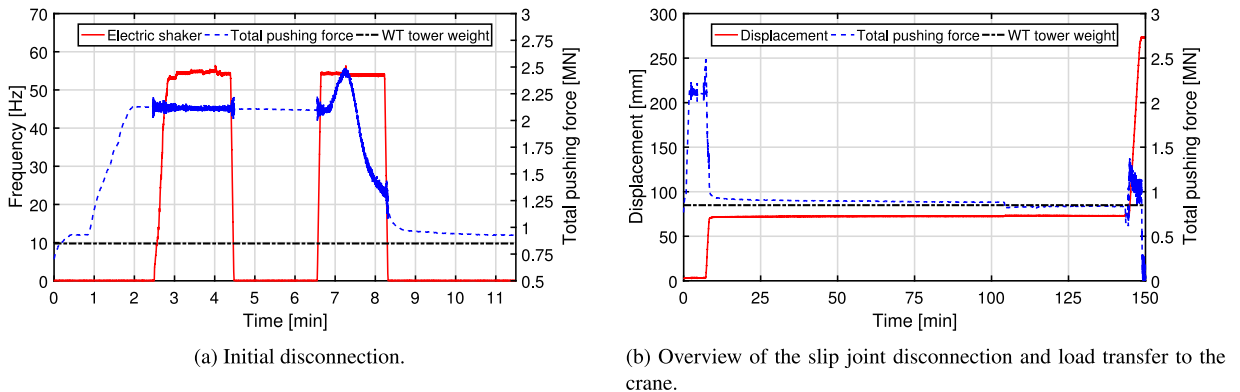 70
60
50
40
30
20
10
0
Frequency [Hz]
Electric shaker Total pushing force WT tower weight
3
2.75
2.5
2.25
2
1.75
1.5
1.25
1
0.75
0.5
Total pushing force [MN]
0 1 2 3 4 5 6 7 8 9 10 11
Time [min]
(a) Initial disconnection.
300
250
200
150
100
50
0
Displacement [mm]
Displacement Total pushing force WT tower weight
3
2.5
2
1.5
1
0.5
0
Total pushing force [MN]
0 25 50 75 100 125 150
Time [min]
(b) Overview of the slip joint disconnection and load transfer to the
crane.